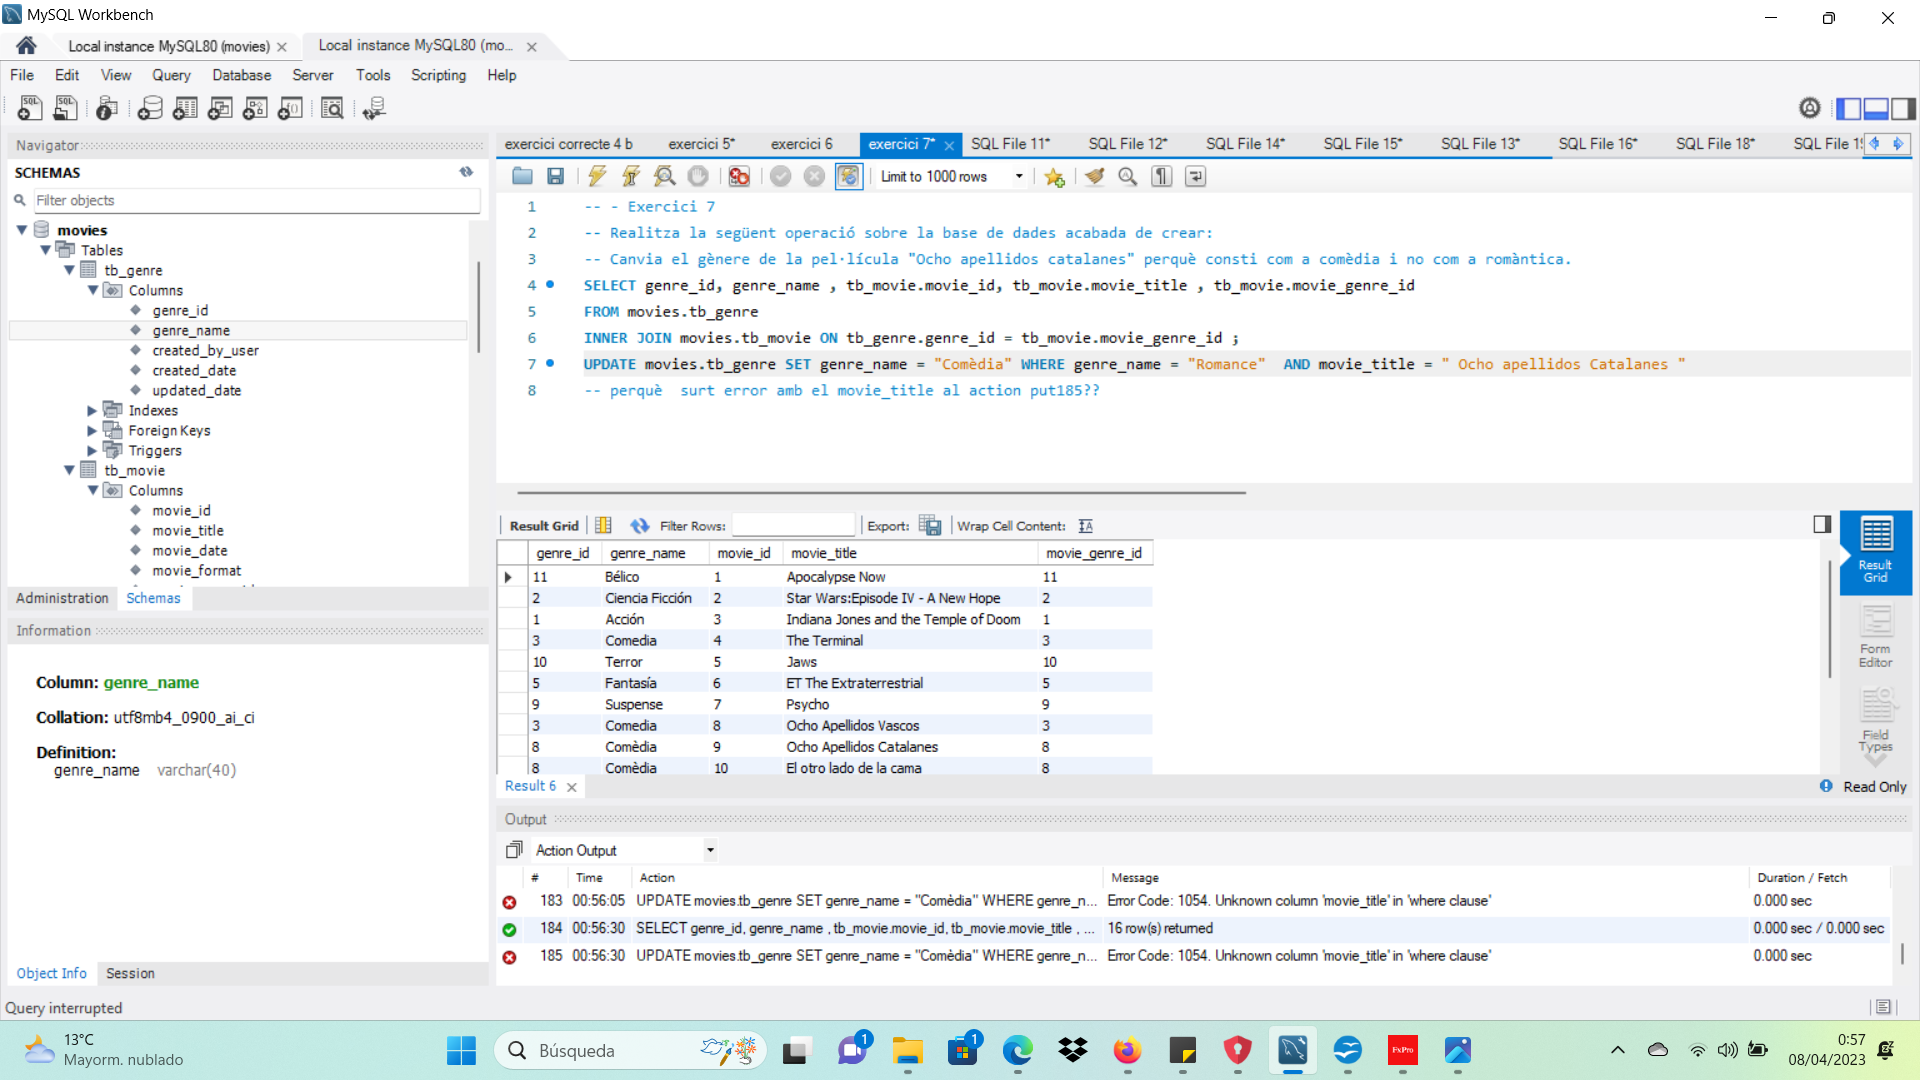 MySQL Workbench
Local instance MySQL80 (movies)
Local instance MySQL80 (mo...
File Edit View Query Database Server Tools Scripting Help
Navigator
SCHEMAS
Filter objects
movies
Tables
tb_genre
Columns
genre_id
genre_name
created_by_user
created_date
updated_date
Indexes
Foreign Keys
Triggers
tb_movie
Columns
movie_id
movie_title
movie_date
movie_format
Administration Schemas
Information
Column: genre_name
Collation: utf8mb4_0900_ai_ci
Definition:
genre_name varchar(40)
Object Info Session
Query interrupted
exercici correcte 4 b exercici 5* exercici 6 exercici 7* SQL File 11* SQL File 12* SQL File 14* SQL File 15* SQL File 13* SQL File 16* SQL File 18* SQL File 1
Limit to 1000 rows
1 -- - Exercici 7
2 -- Realitza la següent operació sobre la base de dades acabada de crear:
3 -- Canvia el gènere de la pel·lícula "Ocho apellidos catalanes" perquè consti com a comèdia i no com a romàntica.
4 SELECT genre_id, genre_name , tb_movie.movie_id, tb_movie.movie_title , tb_movie.movie_genre_id
5 FROM movies.tb_genre
6 INNER JOIN movies.tb_movie ON tb_genre.genre_id = tb_movie.movie_genre_id ;
7 UPDATE movies.tb_genre SET genre_name = "Comèdia" WHERE genre_name = "Romance" AND movie_title = " Ocho apellidos Catalanes "
8 -- perquè surt error amb el movie_title al action put185??
Result Grid Filter Rows: Export: Wrap Cell Content:
genre_id genre_name movie_id movie_title movie_genre_id
11 Bélico 1 Apocalypse Now 11
2 Ciencia Ficción 2 Star Wars:Episode IV - A New Hope 2
1 Acción 3 Indiana Jones and the Temple of Doom 1
3 Comedia 4 The Terminal 3
10 Terror 5 Jaws 10
5 Fantasía 6 ET The Extraterrestrial 5
9 Suspense 7 Psycho 9
3 Comedia 8 Ocho Apellidos Vascos 3
8 Comèdia 9 Ocho Apellidos Catalanes 8
8 Comèdia 10 El otro lado de la cama 8
Result Grid
Form Editor
Field Types
Result 6
Read Only
Output
Action Output
# Time Action Message Duration / Fetch
183 00:56:05 UPDATE movies.tb_genre SET genre_name = "Comèdia" WHERE genre_n... Error Code: 1054. Unknown column 'movie_title' in 'where clause' 0.000 sec
184 00:56:30 SELECT genre_id, genre_name , tb_movie.movie_id, tb_movie.movie_title , ... 16 row(s) returned 0.000 sec / 0.000 sec
185 00:56:30 UPDATE movies.tb_genre SET genre_name = "Comèdia" WHERE genre_n... Error Code: 1054. Unknown column 'movie_title' in 'where clause' 0.000 sec
13°C
Mayorm. nublado
Búsqueda
1
1
FxPro
0:57
08/04/2023